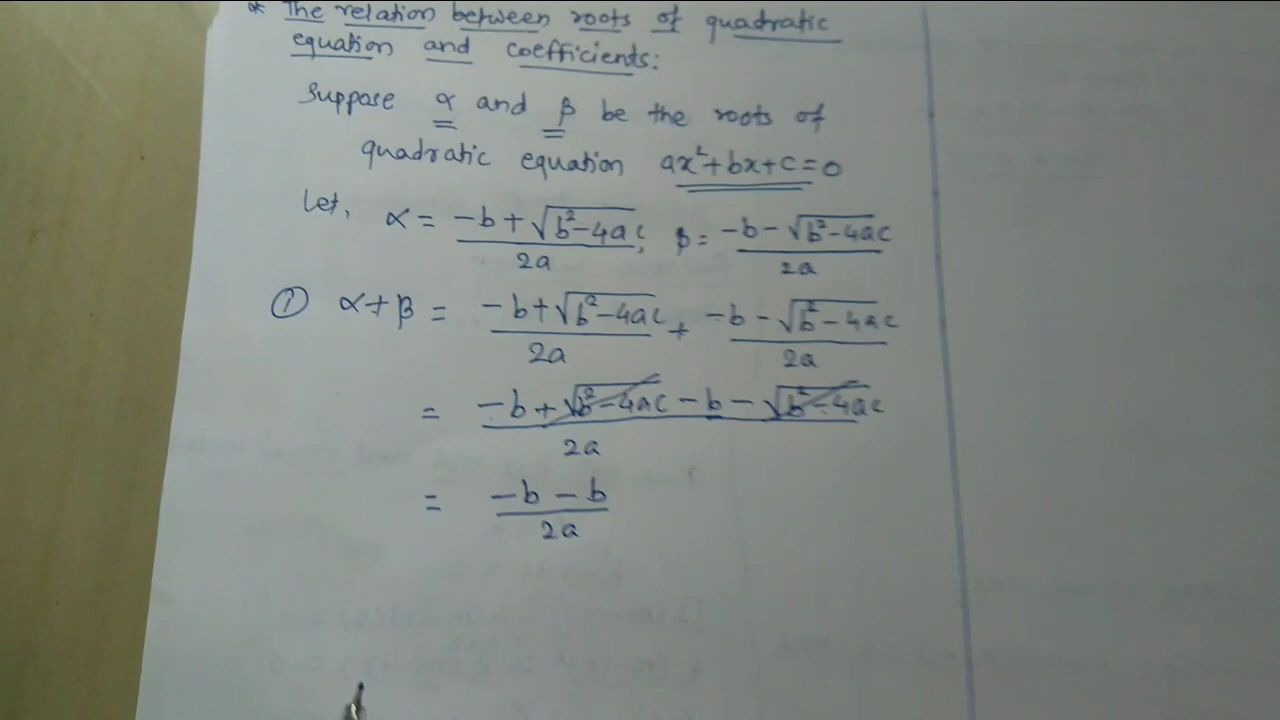 * The relation between roots of quadratic
equation and coefficients:
Suppose α and β be the roots of
quadratic equation ax²+bx+c=0
Let, α = (-b+√(b²-4ac))/2a, β = (-b-√(b²-4ac))/2a
① α+β = (-b+√(b²-4ac))/2a + (-b-√(b²-4ac))/2a
= (-b+√(b²-4ac) -b-√(b²-4ac))/2a
= (-b-b)/2a